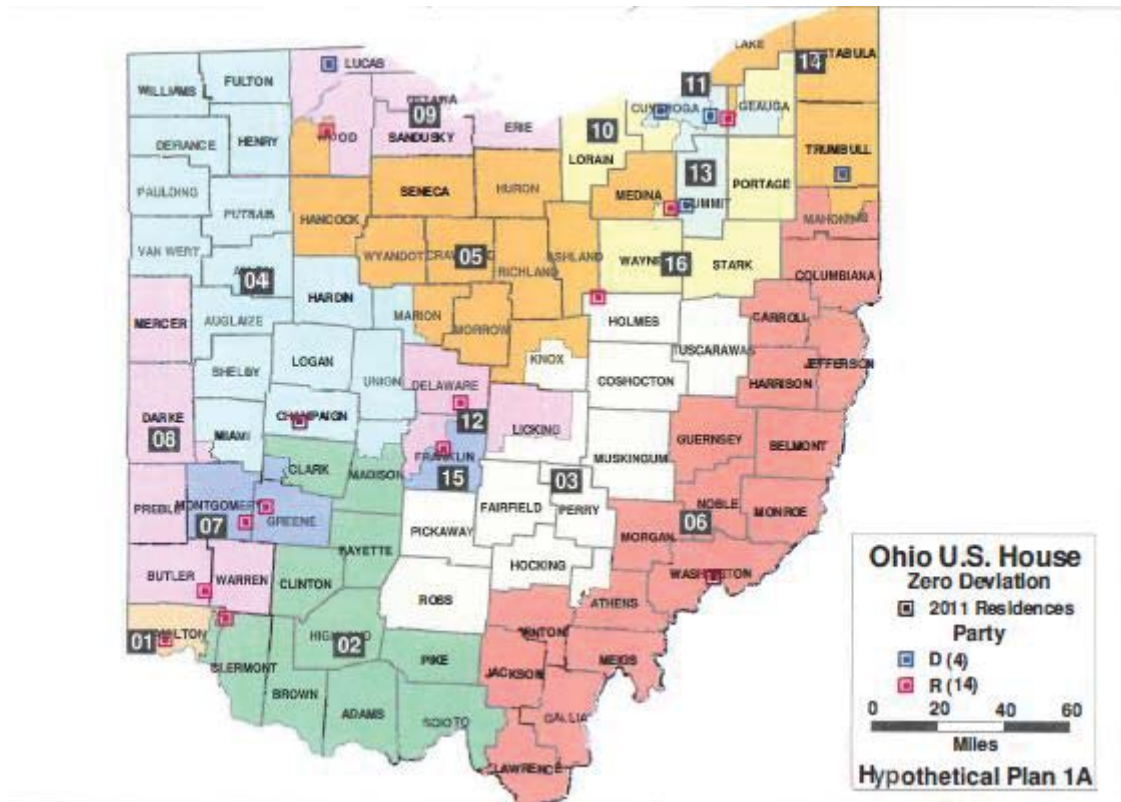 LAKE
14
TABULA
LUCAS
FULTON
WILLIAMS
11
CUYAHOGA
GEAUGA
OTTAWA
09
HENRY
WOOD
SANDUSKY
ERIE
10
DEFIANCE
LORAIN
TRUMBULL
13
PAULDING
SENECA
HURON
MEDINA
SUMMIT
PORTAGE
PUTNAM
HANCOCK
MAHONING
VAN WERT
WYANDOT
CRAW
05
RICHLAND
ASHLAND
WAYNE
16
STARK
COLUMBIANA
04
HARDIN
MERCER
AUGLAIZE
MARION
MORROW
HOLMES
CARROLL
KNOX
TUSCARAWAS
JEFFERSON
LOGAN
SHELBY
UNION
DELAWARE
COSHOCTON
HARRISON
DARKE
CHAMPAIGN
12
LICKING
08
MIAMI
FRANKLIN
GUERNSEY
BELMONT
MUSKINGUM
CLARK
MADISON
15
03
PREBLE
MONTGOMERY
07
GREENE
FAIRFIELD
PERRY
NOBLE
MONROE
06
PICKAWAY
MORGAN
FAYETTE
HOCKING
BUTLER
WARREN
CLINTON
WASHINGTON
ROSS
ATHENS
01
ILTON
HIGH
02
VINTON
CLERMONT
PIKE
MEIGS
JACKSON
BROWN
ADAMS
SCIOTO
GALLIA
LAWRENCE
Ohio U.S. House
Zero Deviation
2011 Residences
Party
D (4)
R (14)
0 20 40 60
Miles
Hypothetical Plan 1A